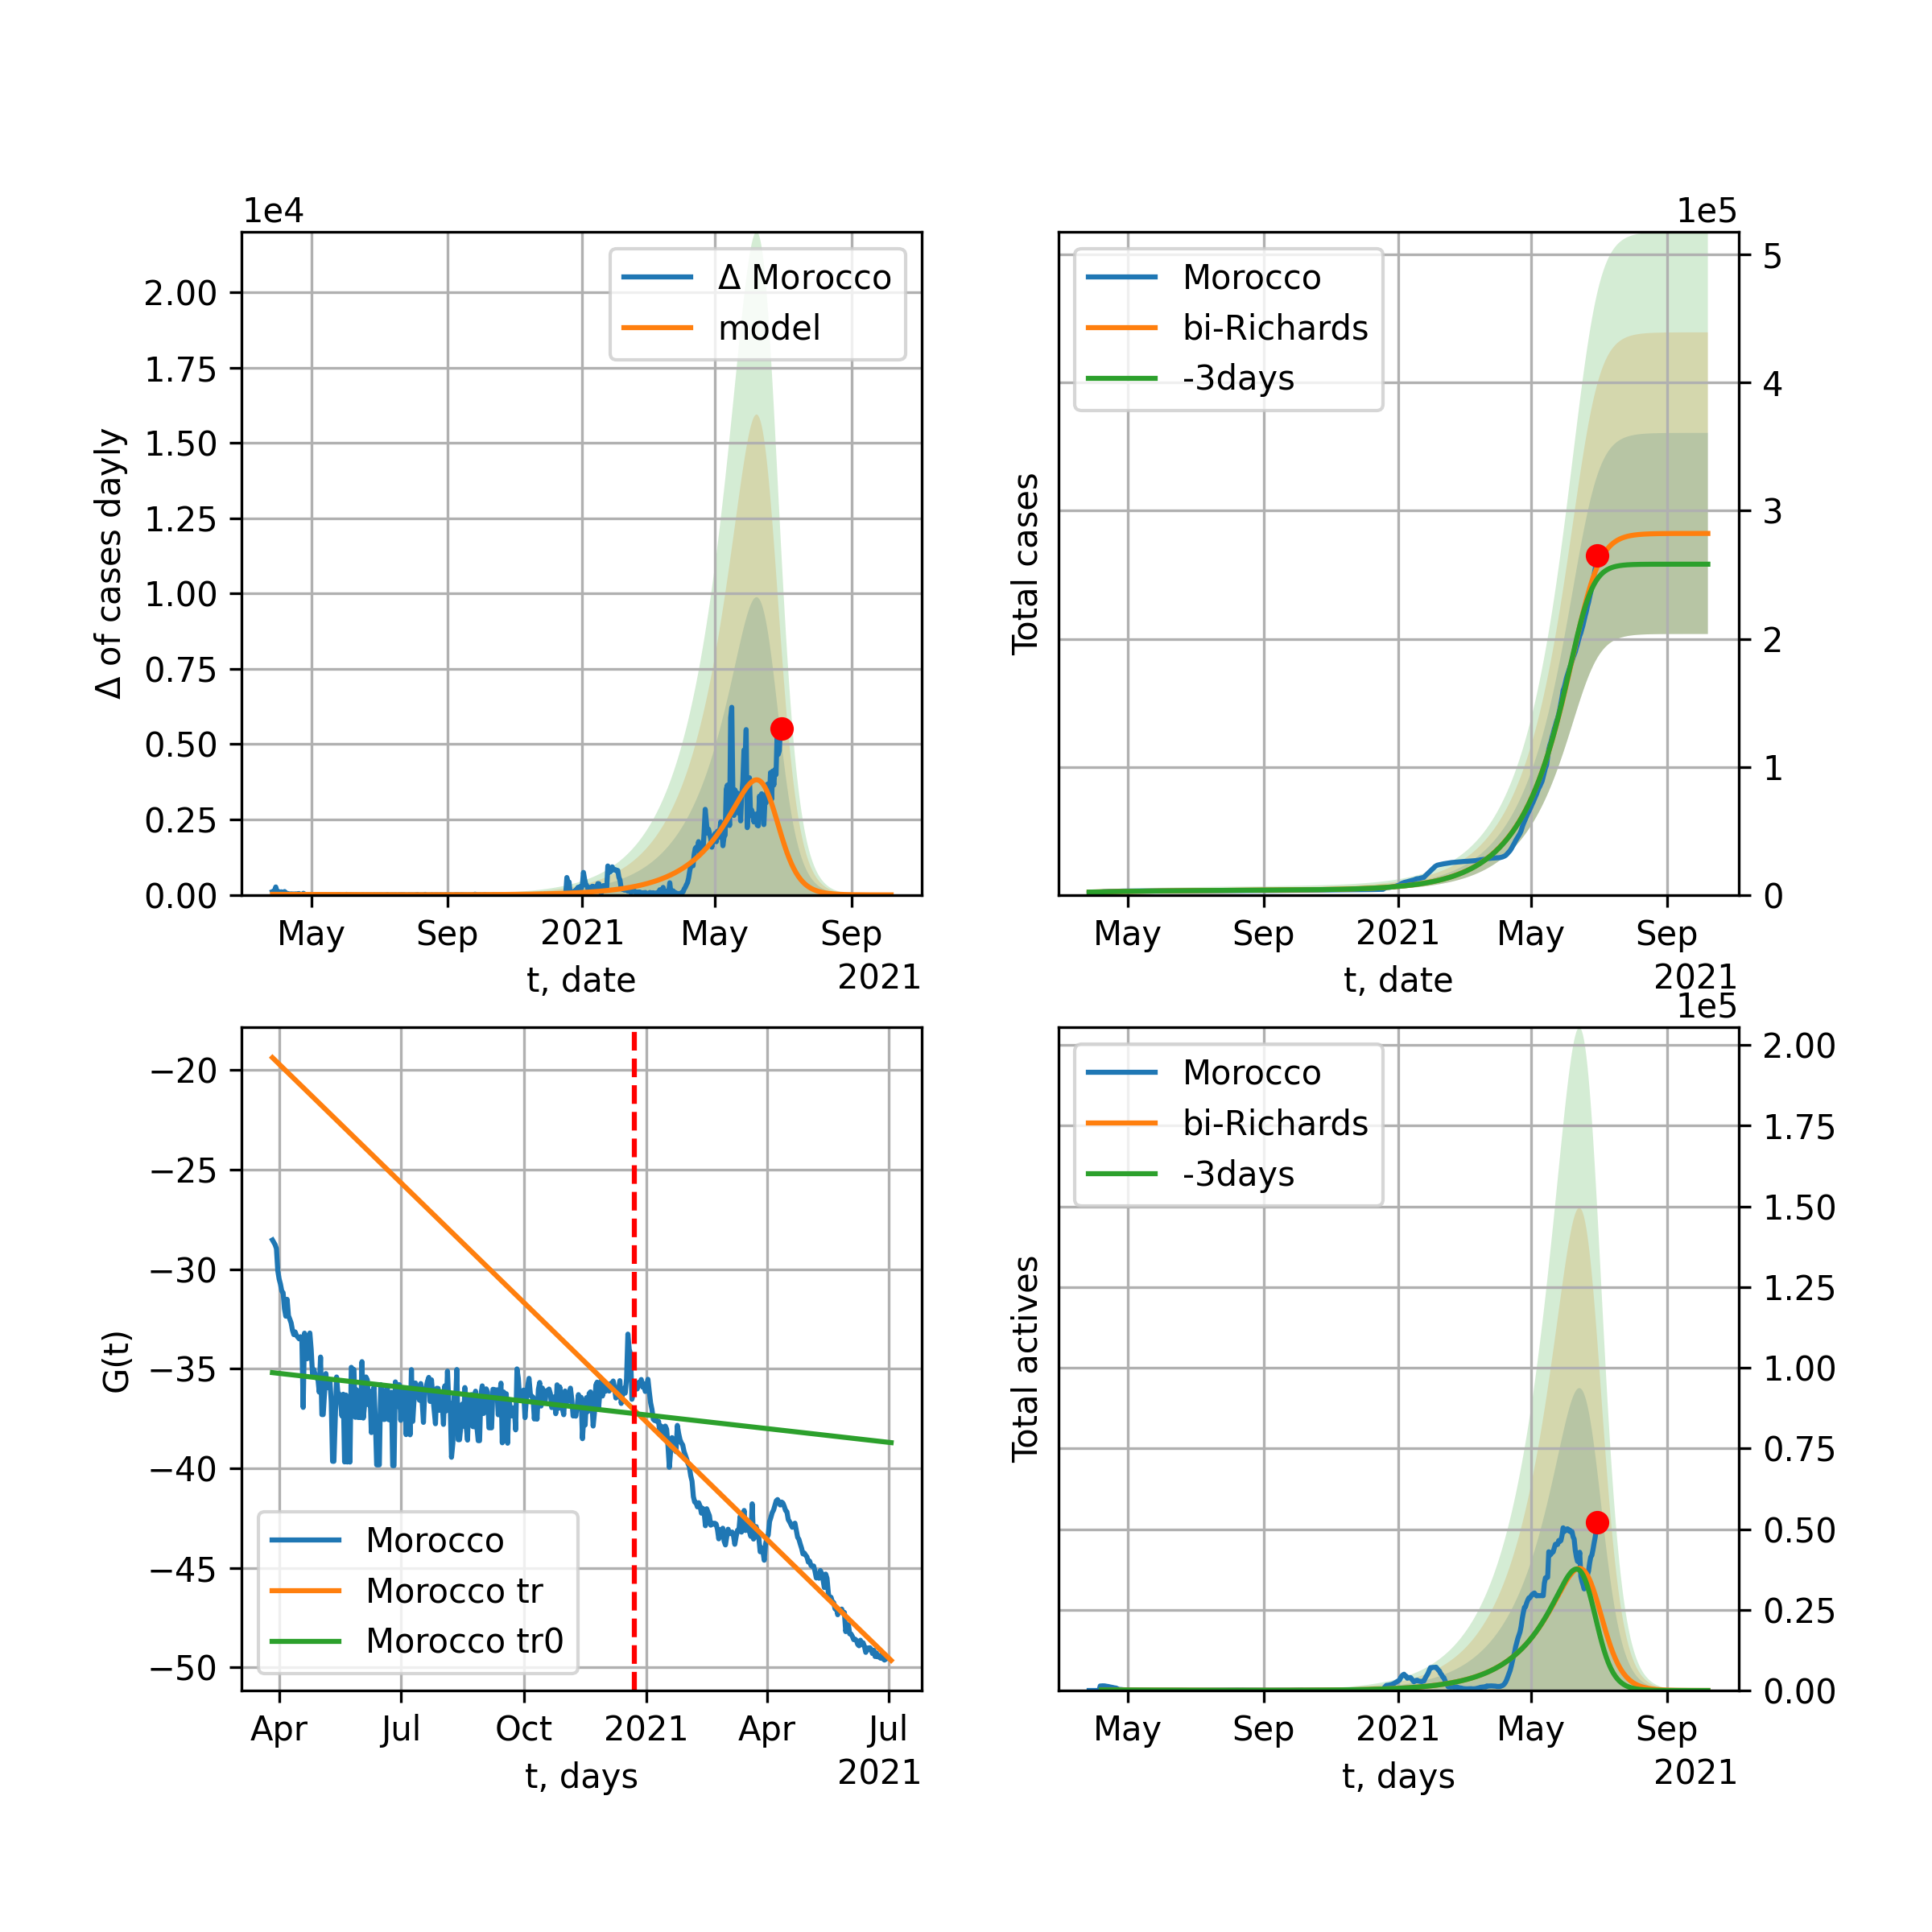 1e4
Δ of cases dayly
2.00
1.75
1.50
1.25
1.00
0.75
0.50
0.25
0.00
Δ Morocco
model
May Sep 2021 May Sep
t, date
2021
1e5
Total cases
Morocco
bi-Richards
-3days
5
4
3
2
1
0
May Sep 2021 May Sep
t, date
2021
G(t)
−20
−25
−30
−35
−40
−45
−50
Morocco
Morocco tr
Morocco tr0
Apr Jul Oct 2021 Apr Jul
t, days
2021
1e5
Total actives
Morocco
bi-Richards
-3days
2.00
1.75
1.50
1.25
1.00
0.75
0.50
0.25
0.00
May Sep 2021 May Sep
t, days
2021